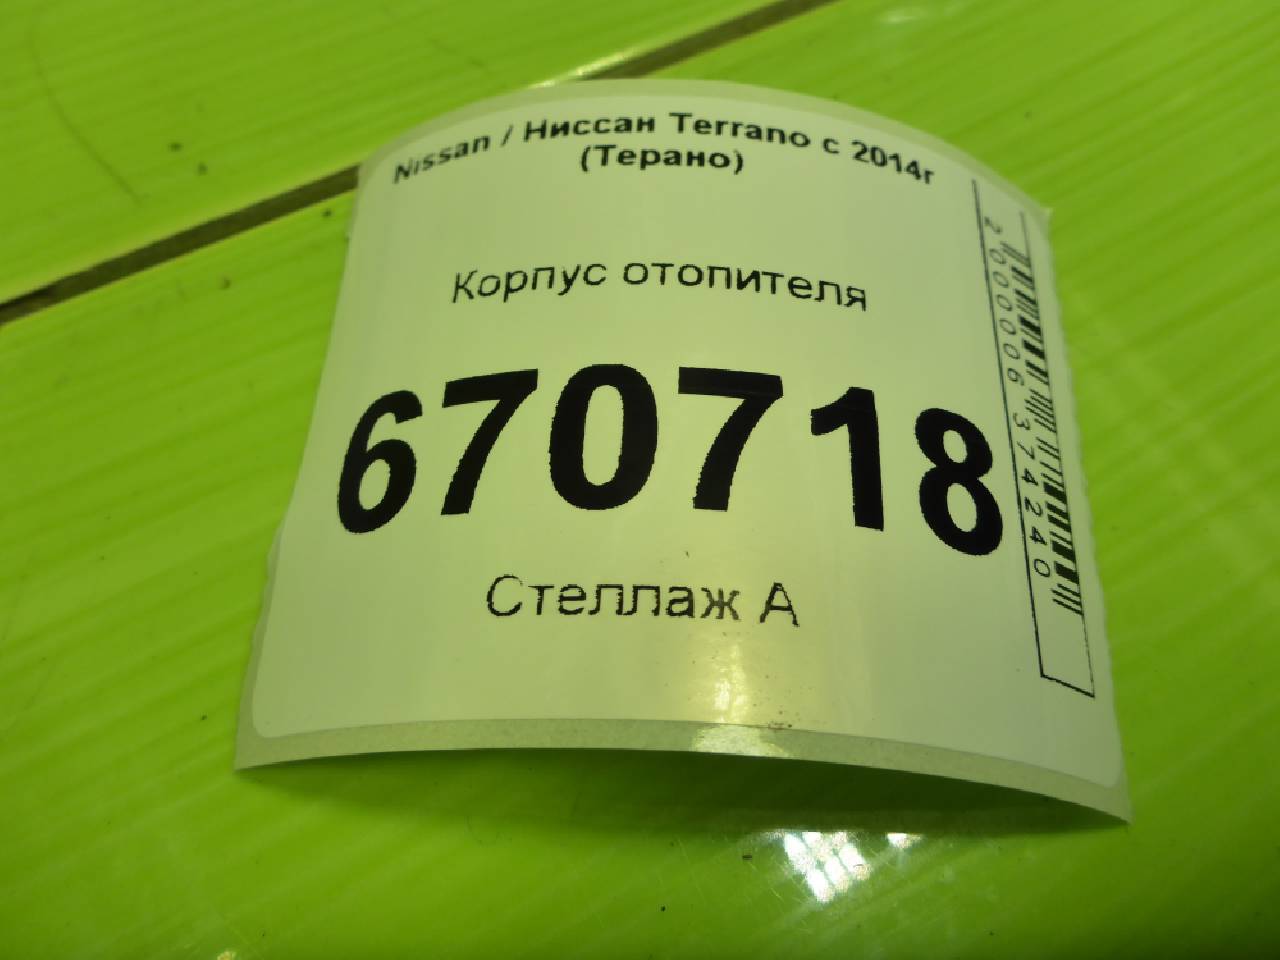 Nissan / Ниссан Terrano с 2014г
(Терано)
Корпус отопителя
670718
Стеллаж А
2000006374240